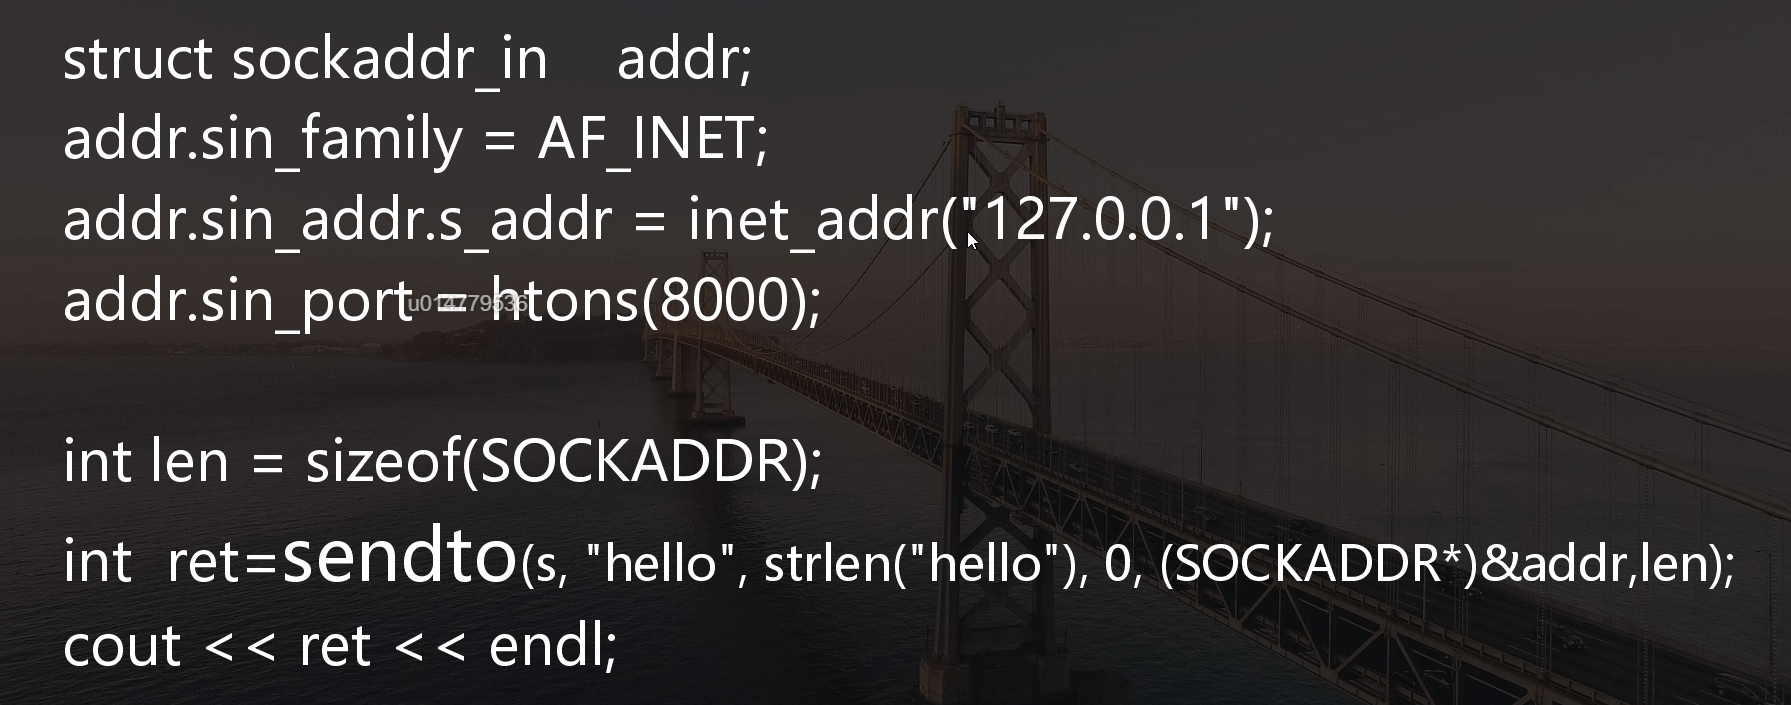 struct sockaddr_in    addr;
addr.sin_family = AF_INET;
addr.sin_addr.s_addr = inet_addr("127.0.0.1");
addr.sin_port = htons(8000);
u014779536
int len = sizeof(SOCKADDR);
int  ret=sendto(s, "hello", strlen("hello"), 0, (SOCKADDR*)&addr,len);
cout << ret << endl;